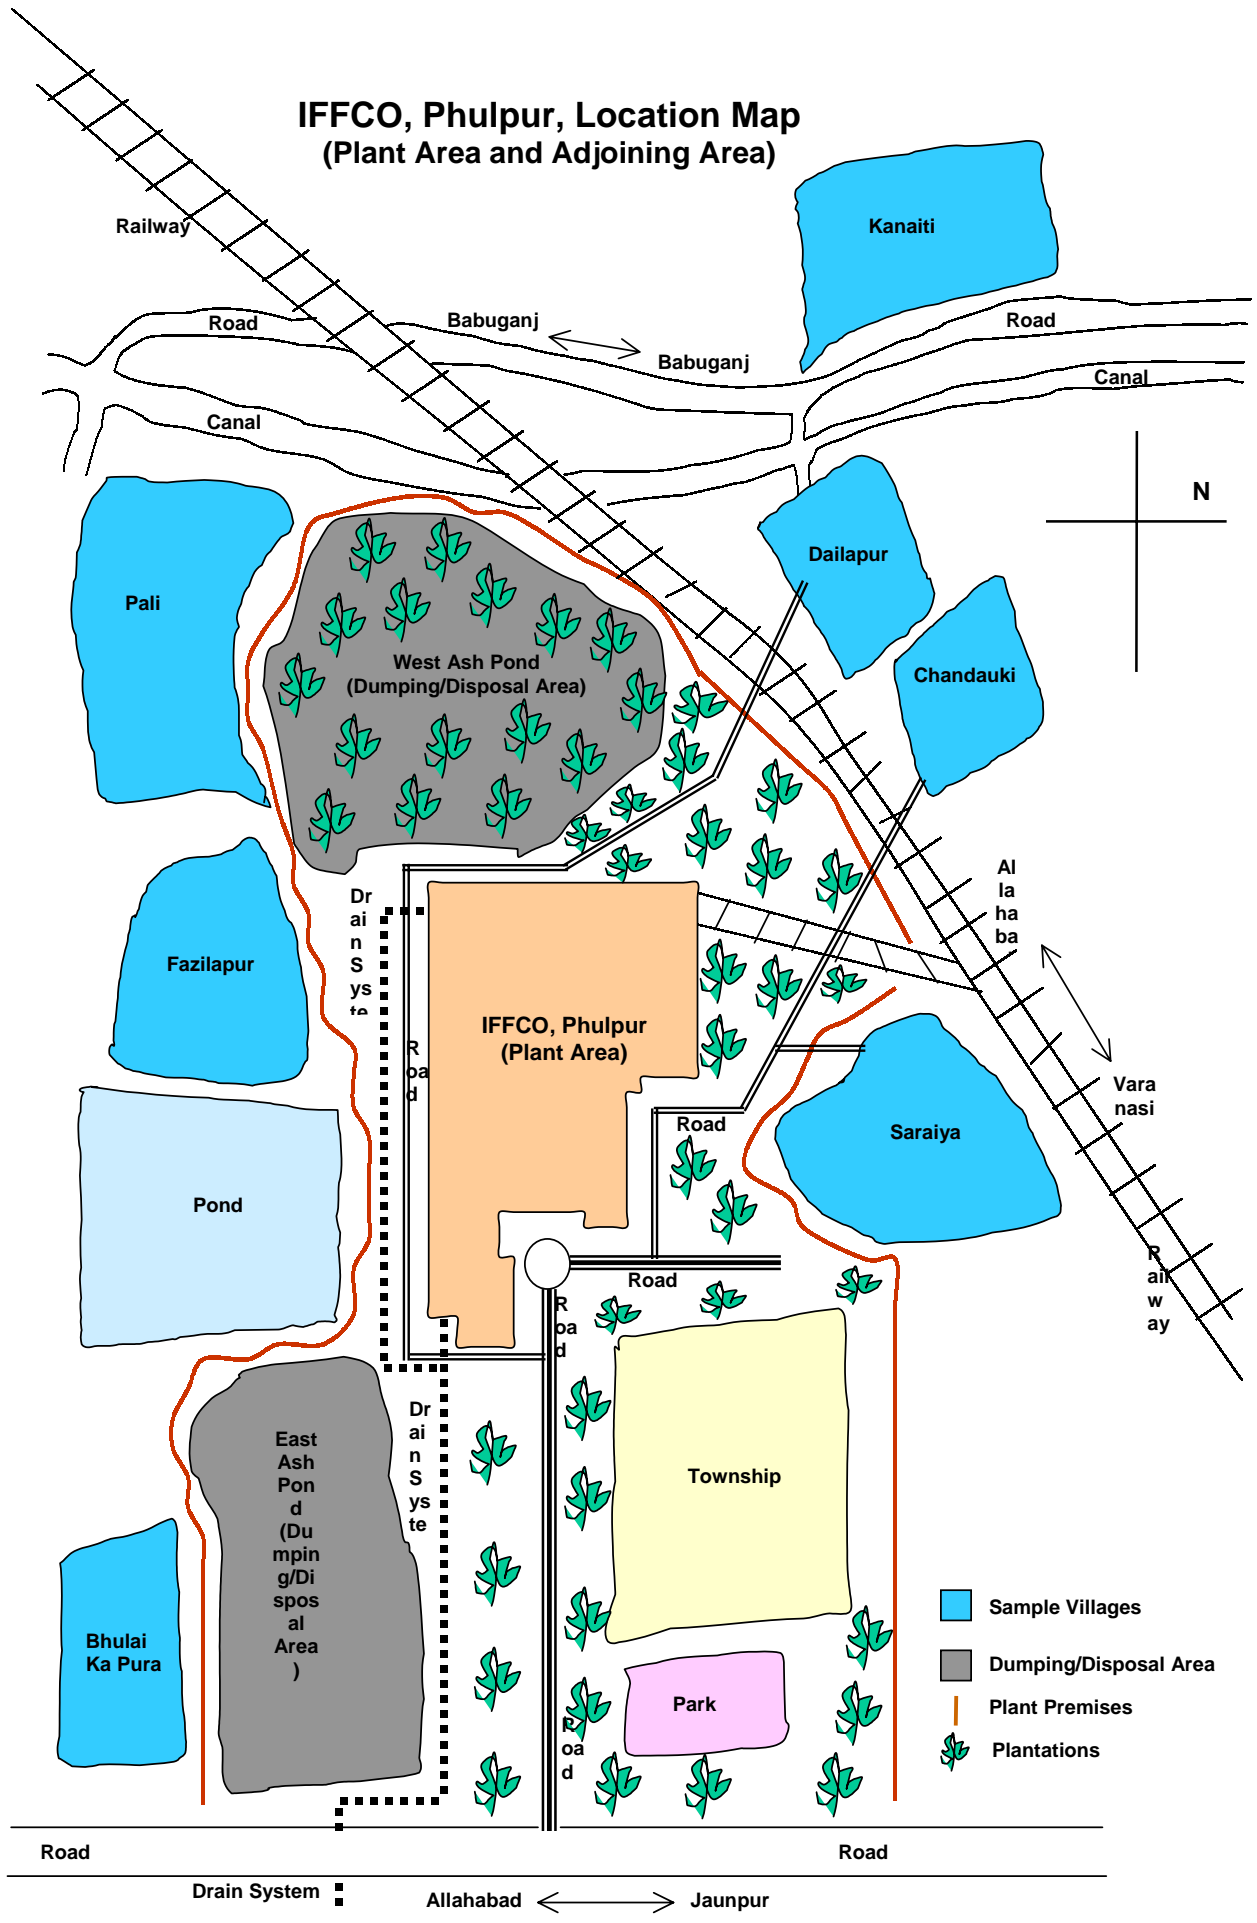 IFFCO, Phulpur, Location Map
(Plant Area and Adjoining Area)
Railway
Kanaiti
Road
Babuganj
Babuganj
Road
Canal
Canal
N
Pali
Dailapur
West Ash Pond
(Dumping/Disposal Area)
Chandauki
Dr
ai
n S
ys
te
Al
la
ha
ba
Fazilapur
IFFCO, Phulpur
(Plant Area)
R
oa
d
Vara
nasi
Road
Saraiya
Pond
Road
R
ail
w
ay
R
oa
d
Dr
ai
n
S
ys
te
East
Ash
Pon
d
(Du
mpin
g/Di
spos
al
Area
)
Township
Bhulai
Ka Pura
Park
R
oa
d
Sample Villages
Dumping/Disposal Area
Plant Premises
Plantations
Road
Road
Drain System
Allahabad
Jaunpur